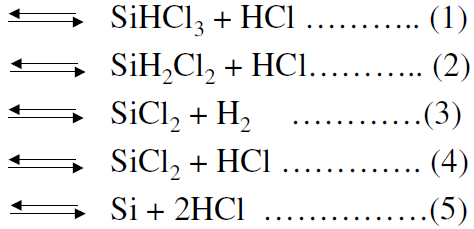 ⇌ SiHCl₃ + HCl ……….. (1)
⇌ SiH₂Cl₂ + HCl……….. (2)
⇌ SiCl₂ + H₂ …………(3)
⇌ SiCl₂ + HCl …………. (4)
⇌ Si + 2HCl …………….(5)